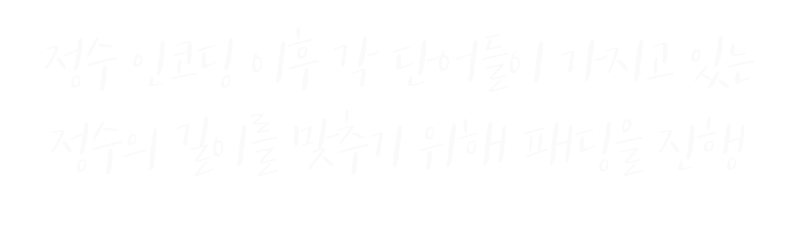 정수 인코딩 이후 각 단어들이 가지고 있는
정수의 길이를 맞추기 위해 패딩을 진행